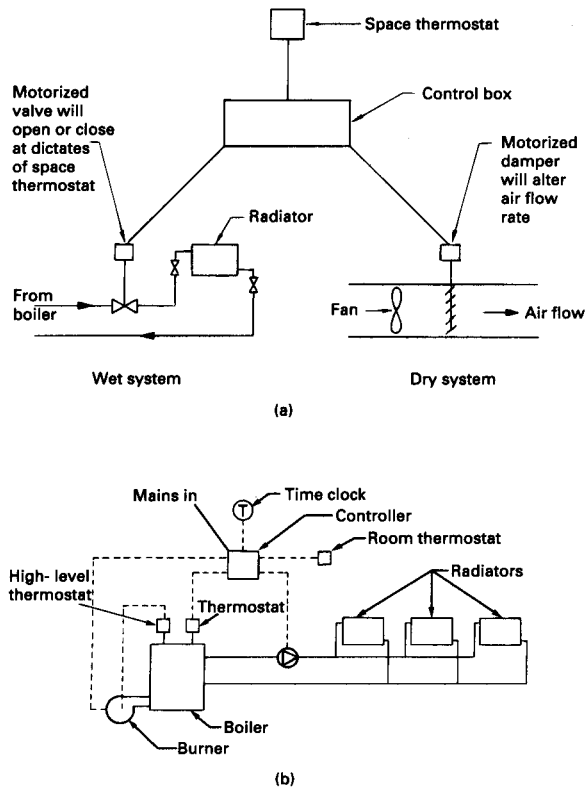 Space thermostat
Motorized
valve will
open or close
at dictates
of space
thermostat
Control box
Motorized
damper
will alter
air flow
rate
Radiator
From
boiler
Fan
Air flow
Wet system
Dry system
(a)
Mains in
T
Time clock
Controller
Room thermostat
High- level
thermostat
Thermostat
Radiators
Boiler
Burner
(b)